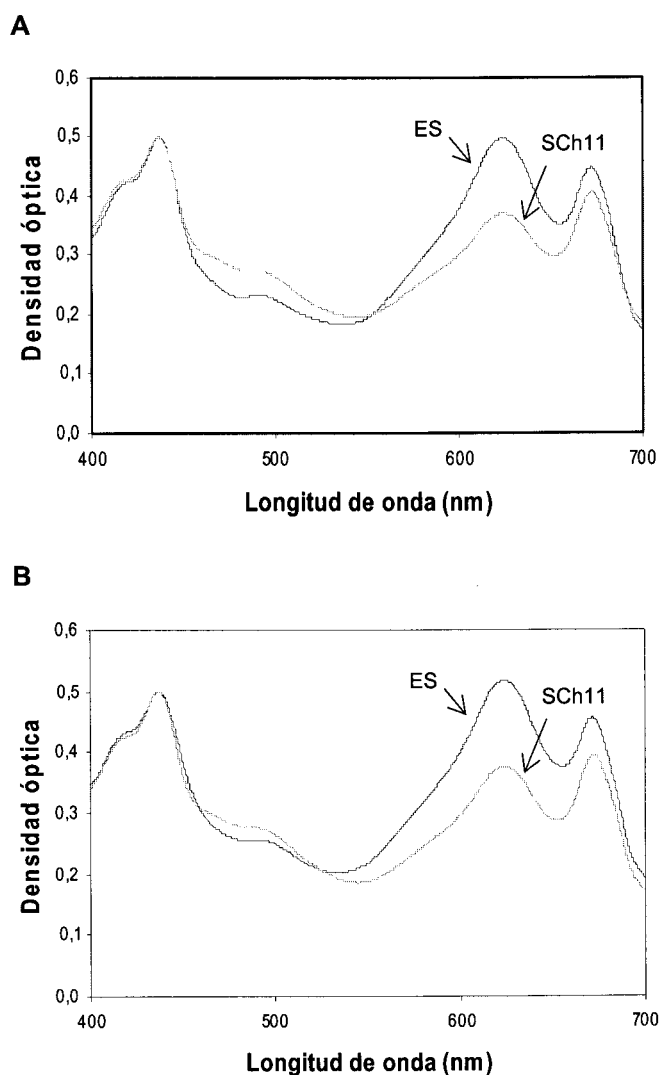 A
Densidad óptica
0,6
0,5
0,4
0,3
0,2
0,1
0,0
ES
SCh11
400
500
600
700
Longitud de onda (nm)
B
Densidad óptica
0,6
0,5
0,4
0,3
0,2
0,1
0,0
ES
SCh11
400
500
600
700
Longitud de onda (nm)